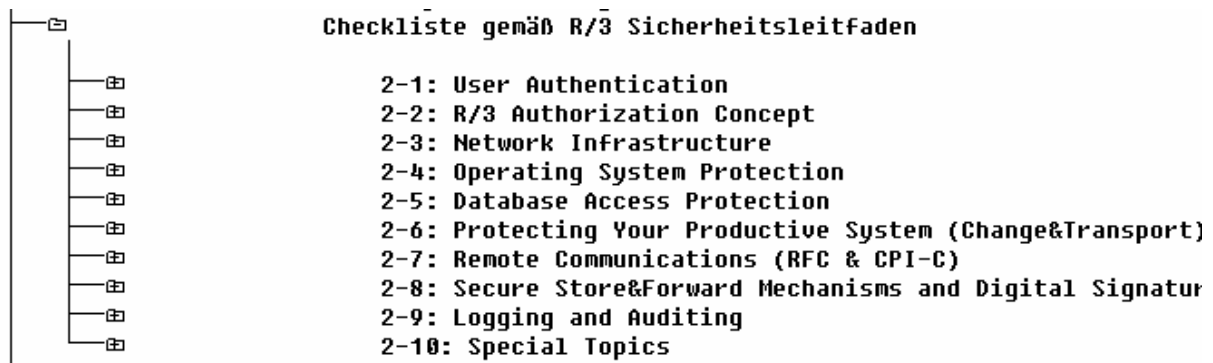 Checkliste gemäß R/3 Sicherheitsleitfaden
2-1: User Authentication
2-2: R/3 Authorization Concept
2-3: Network Infrastructure
2-4: Operating System Protection
2-5: Database Access Protection
2-6: Protecting Your Productive System (Change&Transport)
2-7: Remote Communications (RFC & CPI-C)
2-8: Secure Store&Forward Mechanisms and Digital Signatur
2-9: Logging and Auditing
2-10: Special Topics